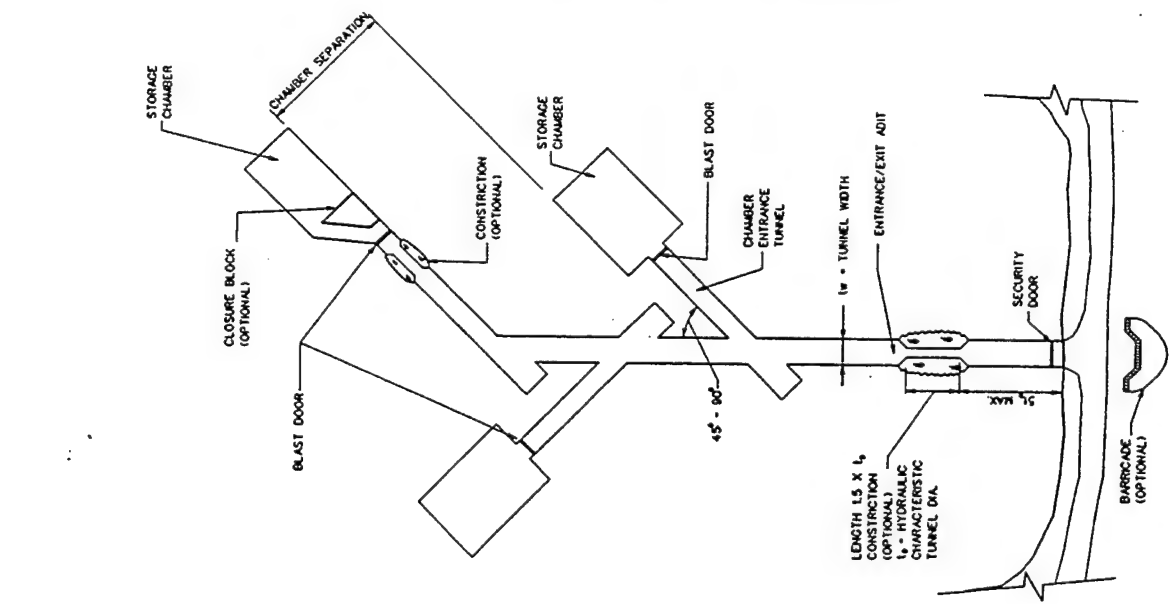 CHAMBER SEPARATION
STORAGE
CHAMBER
CLOSURE BLOCK
(OPTIONAL)
CONSTRICTION
(OPTIONAL)
BLAST DOOR
STORAGE
CHAMBER
BLAST DOOR
CHAMBER
ENTRANCE
TUNNEL
45° - 90°
tw = TUNNEL WIDTH
ENTRANCE/EXIT ADIT
SECURITY
DOOR
LENGTH 1.5 X t
CONSTRICTION
(OPTIONAL)
= HYDRAULIC
CHARACTERISTIC
TUNNEL DIA.
MAX.
BARRICADE
(OPTIONAL)